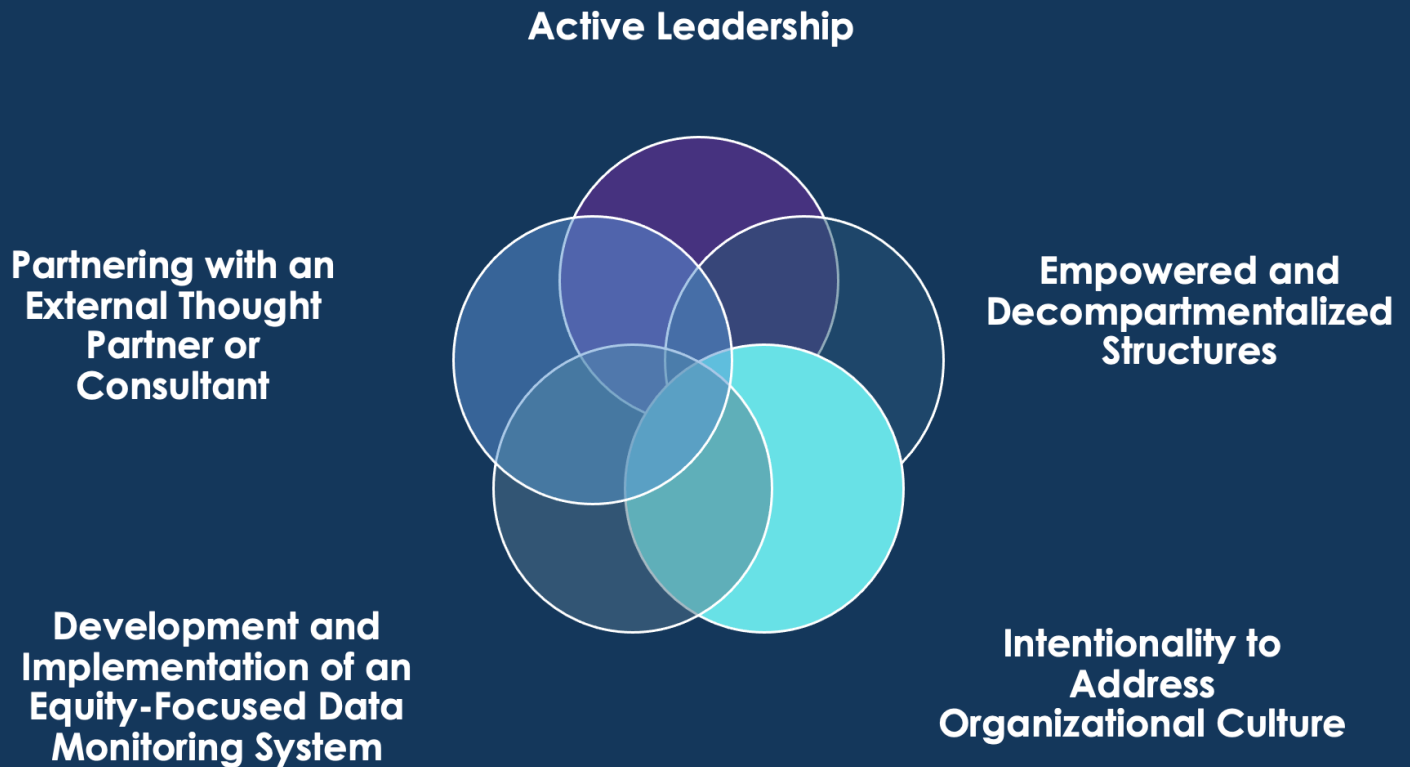 Active Leadership
Partnering with an
External Thought
Partner or
Consultant
Empowered and
Decompartmentalized
Structures
Development and
Implementation of an
Equity-Focused Data
Monitoring System
Intentionality to
Address
Organizational Culture